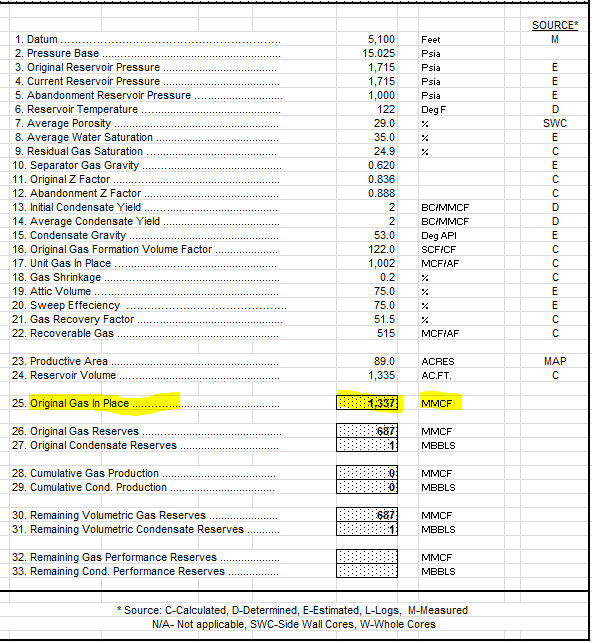 SOURCE*
1. Datum ................................................ 5,100 Feet M
2. Pressure Base ................................................ 15.025 Psia
3. Original Reservoir Pressure ................................ 1,715 Psia E
4. Current Reservoir Pressure ................................ 1,715 Psia E
5. Abandonment Reservoir Pressure ........................ 1,000 Psia E
6. Reservoir Temperature ................................ 122 Deg F D
7. Average Porosity ................................ 29.0 % SWC
8. Average Water Saturation ................................ 35.0 % E
9. Residual Gas Saturation ................................ 24.9 % C
10. Separator Gas Gravity ................................ 0.620 E
11. Original Z Factor ................................ 0.836 C
12. Abandonment Z Factor ................................ 0.888 C
13. Initial Condensate Yield ................................ 2 BC/MMCF D
14. Average Condensate Yield ................................ 2 BC/MMCF D
15. Condensate Gravity ................................ 53.0 Deg API E
16. Original Gas Formation Volume Factor .................... 122.0 SCF/CF C
17. Unit Gas In Place ................................ 1,002 MCF/AF C
18. Gas Shrinkage ................................ 0.2 % C
19. Attic Volume ................................ 75.0 % E
20. Sweep Effeciency ................................ 75.0 % E
21. Gas Recovery Factor ................................ 51.5 % C
22. Recoverable Gas ................................ 515 MCF/AF C
23. Productive Area ................................ 89.0 ACRES MAP
24. Reservoir Volume ................................ 1,335 AC.FT. C
25. Original Gas In Place ................................ 1,337 MMCF
26. Original Gas Reserves ................................ 687 MMCF
27. Original Condensate Reserves ................................ 1 MBBLS
28. Cumulative Gas Production ................................ 0 MMCF
29. Cumulative Cond. Production ................................ 0 MBBLS
30. Remaining Volumetric Gas Reserves .................... 687 MMCF
31. Remaining Volumetric Condensate Reserves ........... 1 MBBLS
32. Remaining Gas Performance Reserves .................... MMCF
33. Remaining Cond. Performance Reserves ................ MBBLS
* Source: C-Calculated, D-Determined, E-Estimated, L-Logs, M-Measured
N/A- Not applicable, SWC-Side Wall Cores, W-Whole Cores